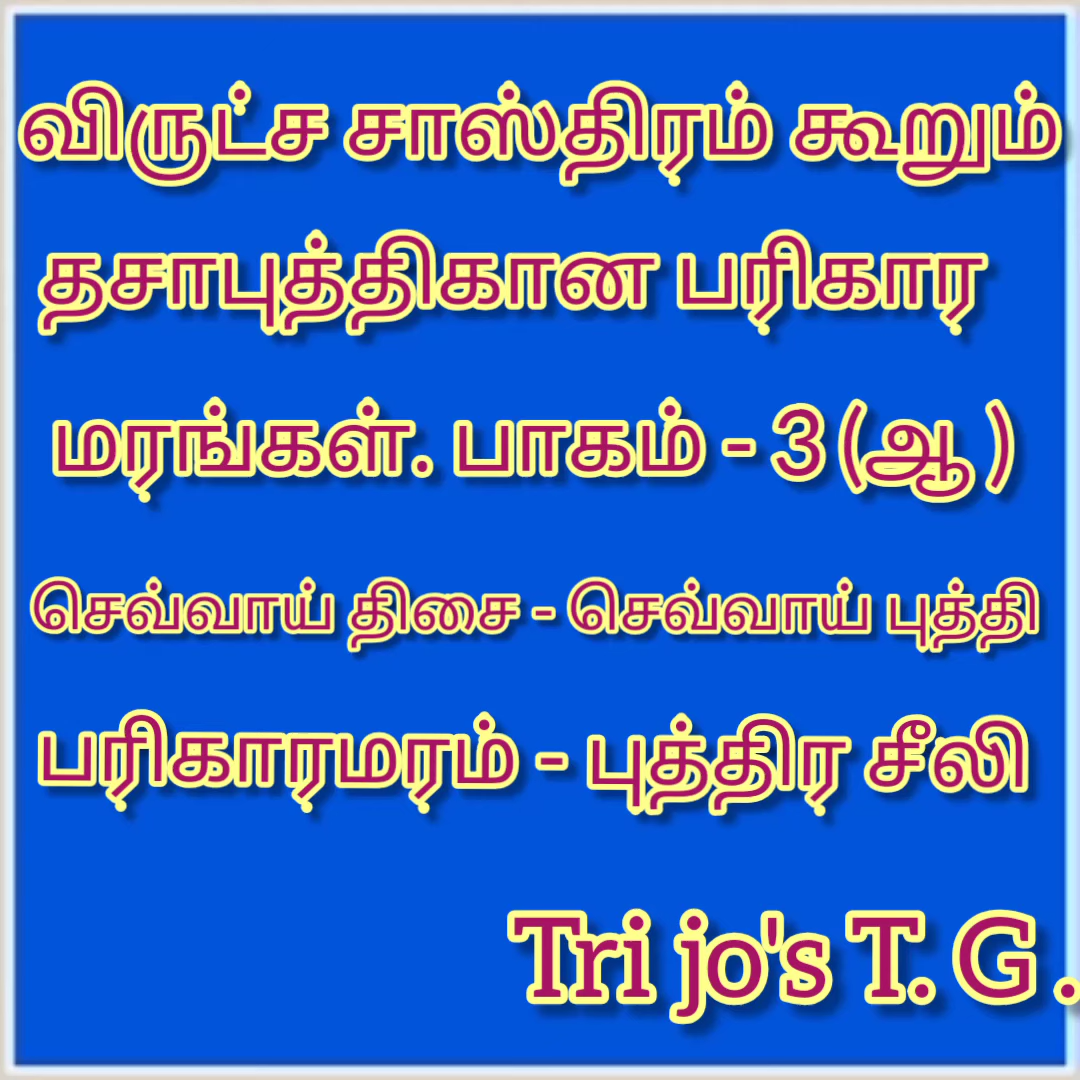 விருட்ச சாஸ்திரம் கூறும்
தசாபுத்திகான பரிகார
மரங்கள். பாகம் - 3 (ஆ )
செவ்வாய் திசை - செவ்வாய் புத்தி
பரிகாரமரம் - புத்திர சீலி
Tri jo's T. G .